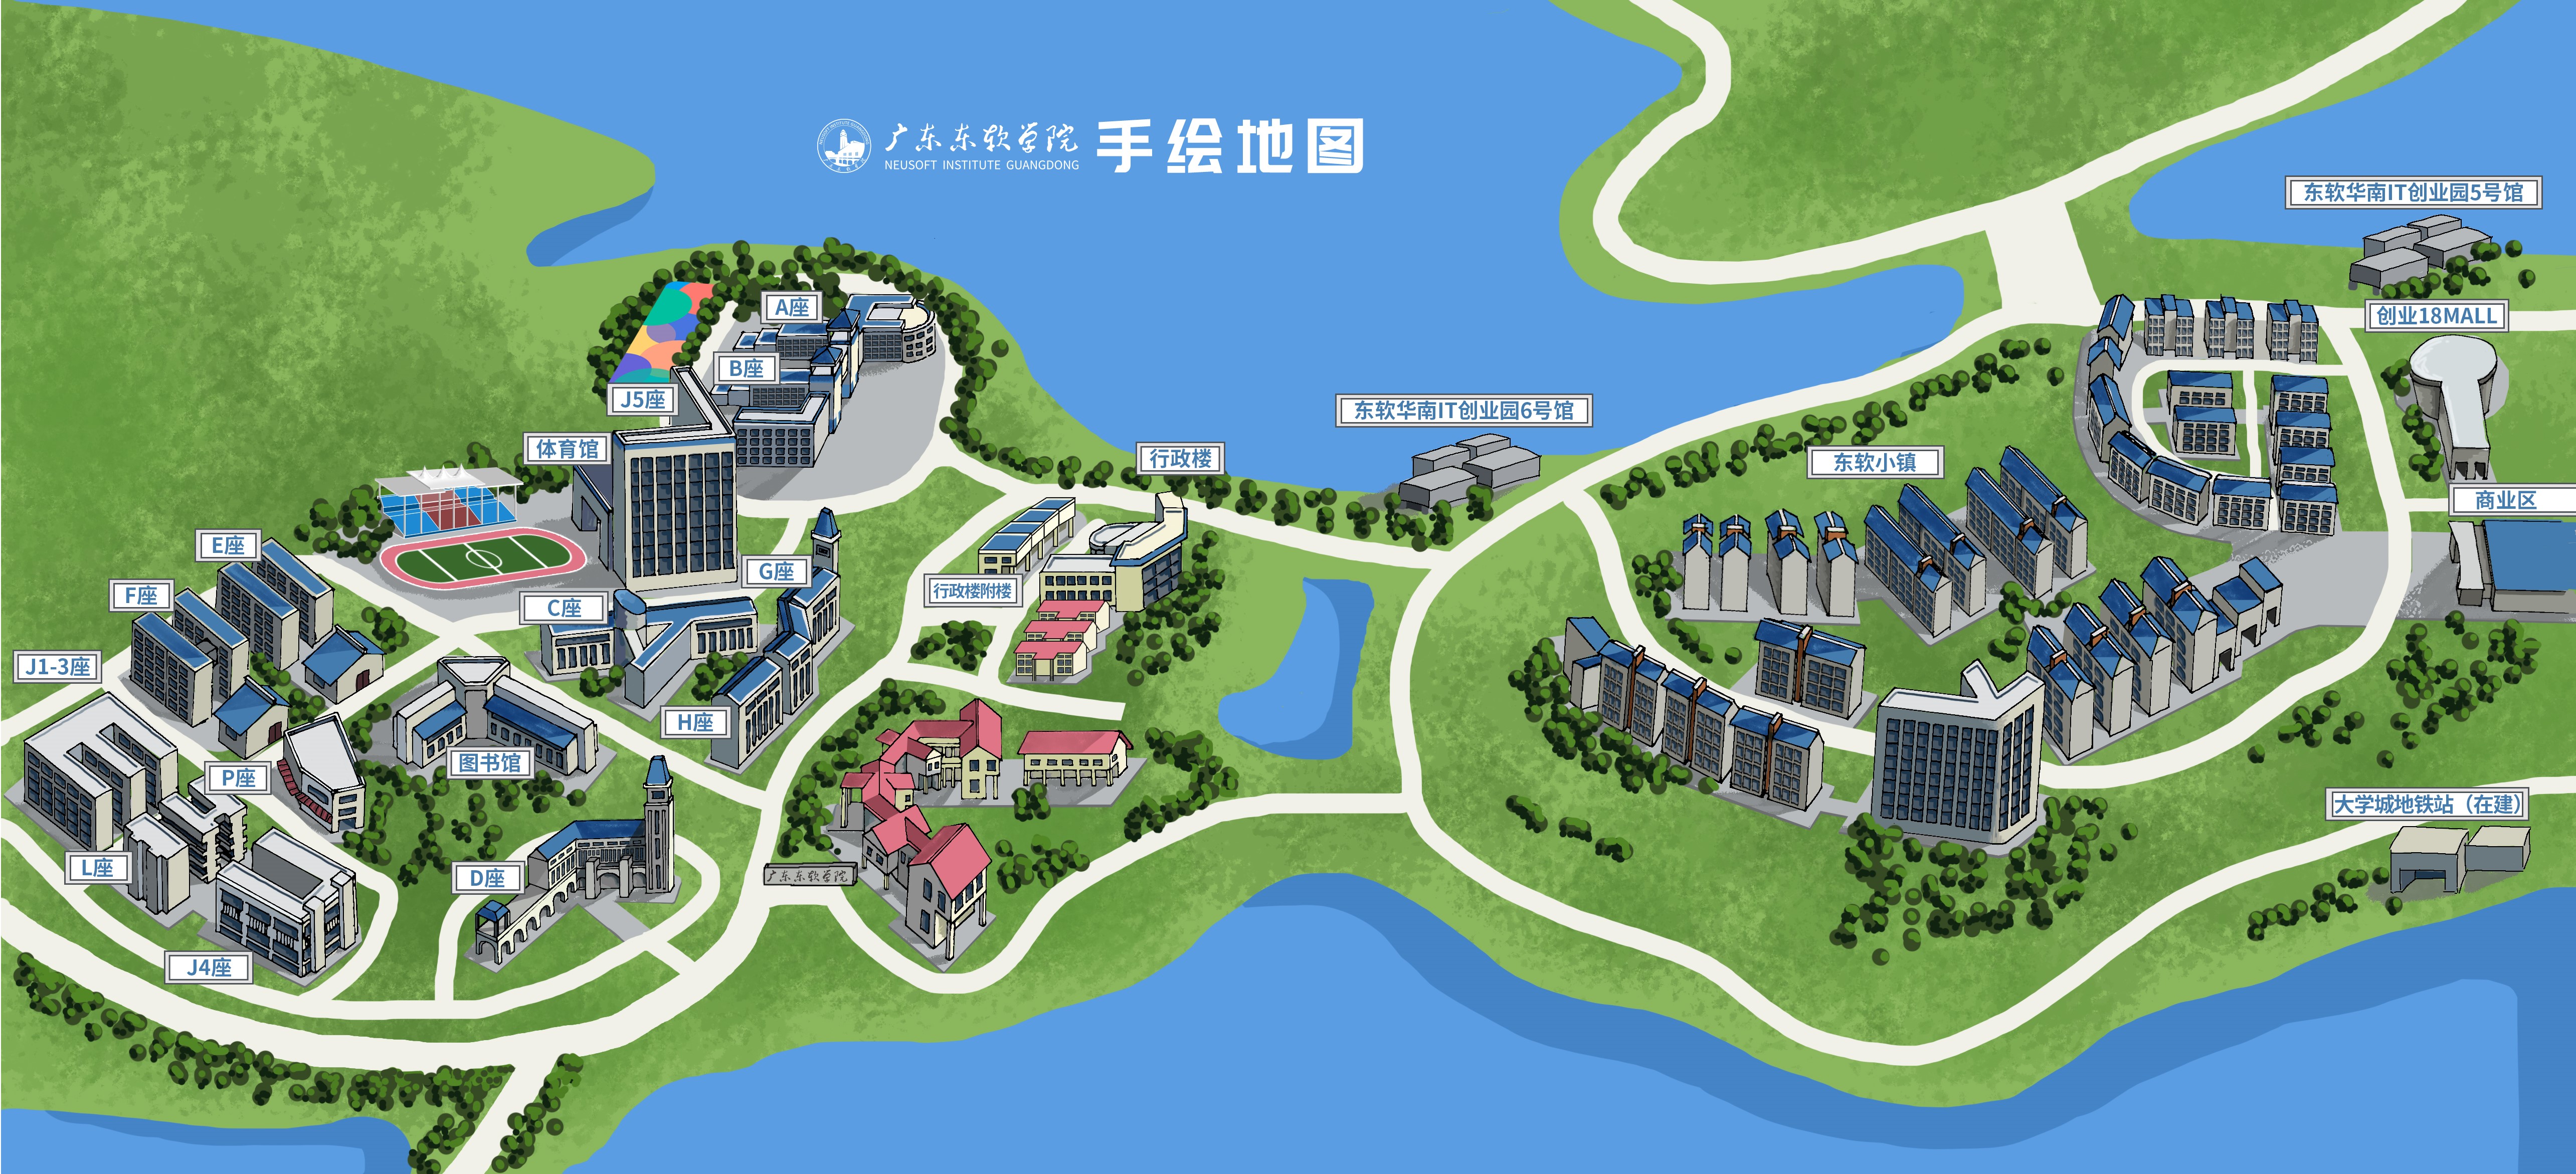 广东东软学院
NEUSOFT INSTITUTE GUANGDONG
手绘地图
东软华南IT创业园5号馆
A座
创业18MALL
B座
J5座
东软华南IT创业园6号馆
体育馆
行政楼
东软小镇
商业区
E座
G座
行政楼附楼
F座
C座
J1-3座
H座
图书馆
P座
大学城地铁站（在建）
L座
D座
广东东软学院
J4座